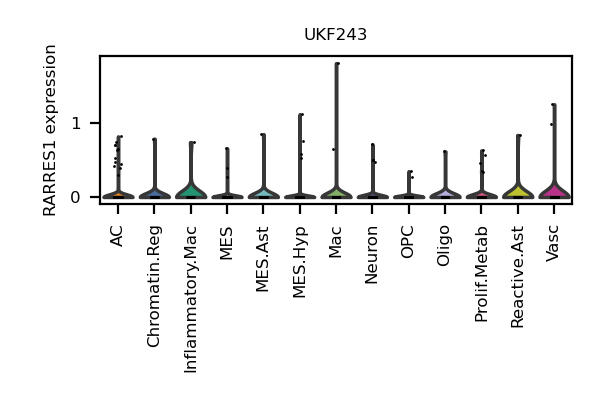 UKF243
RARRES1 expression
1
0
AC
Chromatin.Reg
Inflammatory.Mac
MES
MES.Ast
MES.Hyp
Mac
Neuron
OPC
Oligo
Prolif.Metab
Reactive.Ast
Vasc